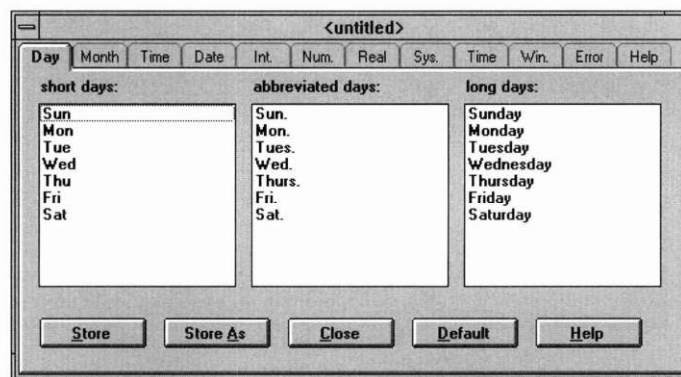 <untitled>
Day Month Time Date Int. Num. Real Sys. Time Win. Error Help
short days: abbreviated days: long days:
Sun Sun. Sunday
Mon Mon. Monday
Tue Tues. Tuesday
Wed Wed. Wednesday
Thu Thurs. Thursday
Fri Fri. Friday
Sat Sat. Saturday
Store Store As Close Default Help